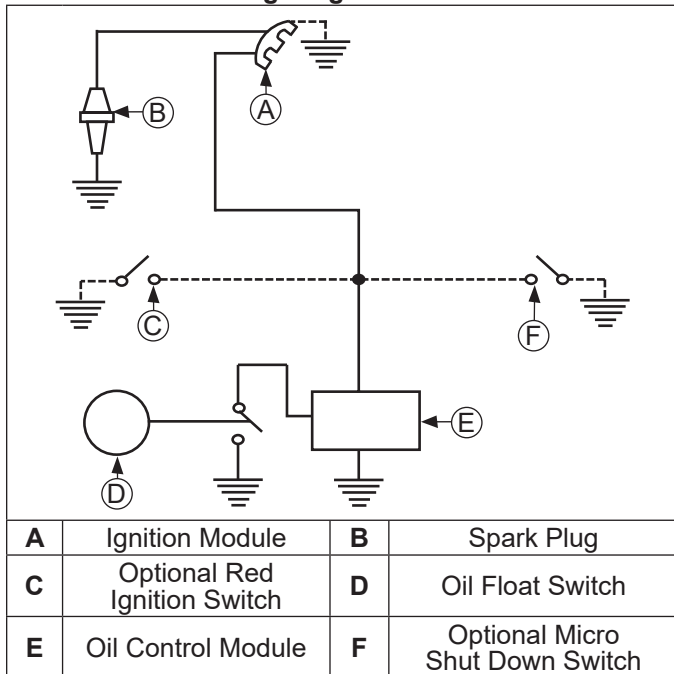 B
A
C
F
E
D
A Ignition Module B Spark Plug
C Optional Red Ignition Switch D Oil Float Switch
E Oil Control Module F Optional Micro Shut Down Switch